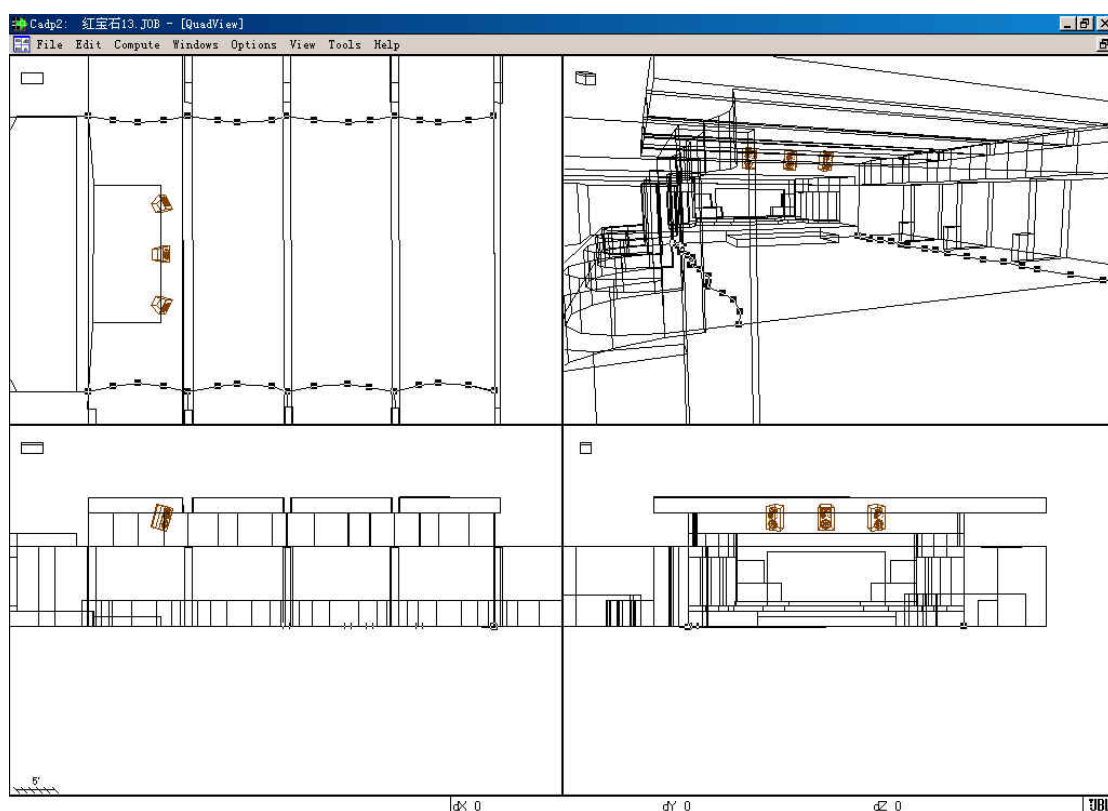 Cadp2: 红宝石13.JOB - [QuadView]
File Edit Compute Windows Options View Tools Help
5'
dX 0 dY 0 dZ 0 JBL